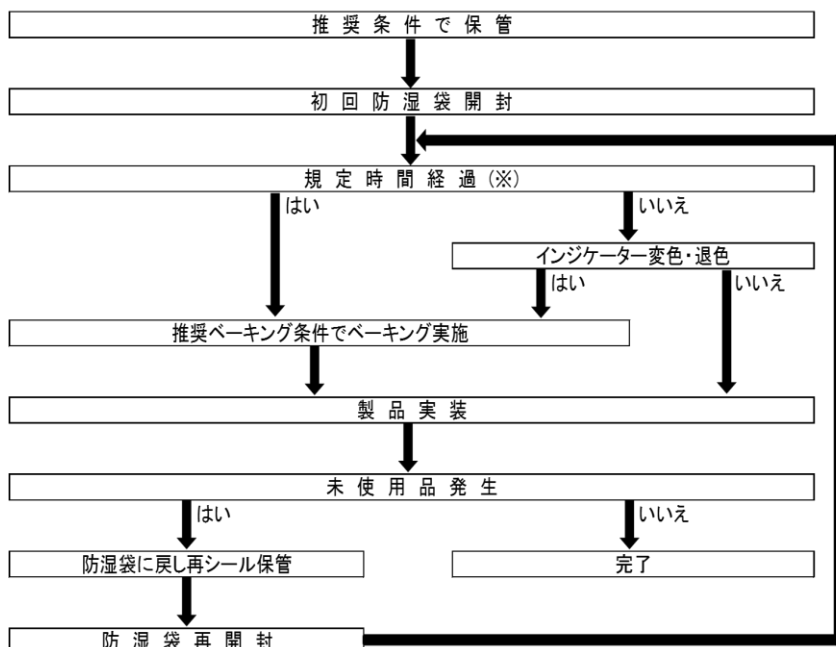 推奨条件で保管
初回防湿袋開封
規定時間経過(※)
はい
いいえ
インジケーター変色・退色
はい
いいえ
推奨ベーキング条件でベーキング実施
製品実装
未使用品発生
はい
いいえ
防湿袋に戻し再シール保管
完了
防湿袋再開封